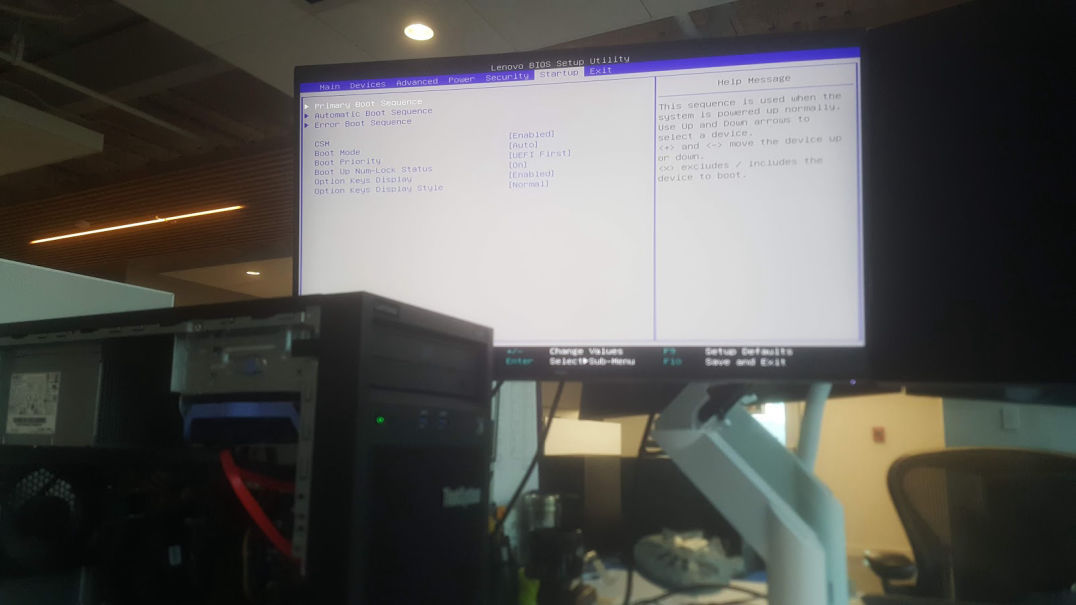 Lenovo BIOS Setup Utility
Main Devices Advanced Power Security Startup Exit
Primary Boot Sequence
Automatic Boot Sequence
Error Boot Sequence
CSM [Enabled]
Boot Mode [Auto]
Boot Priority [UEFI First]
Boot Up Num-Lock Status [On]
Option Keys Display [Enabled]
Option Keys Display Style [Normal]
Help Message
This sequence is used when the
system is powered up normally.
Use Up and Down arrows to
select a device.
<+> and <-> move the device up
or down.
<x> excludes / includes the
device to boot.
+/- Change Values F9 Setup Defaults
Enter Select▶Sub-Menu F10 Save and Exit